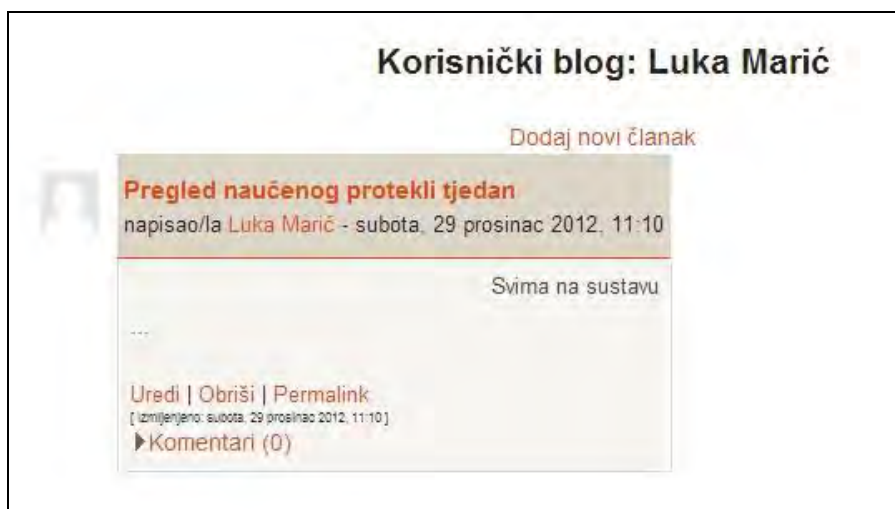 Korisnički blog: Luka Marić
Dodaj novi članak
Pregled naučenog protekli tjedan
napisao/la Luka Marić - subota, 29 prosinac 2012, 11:10
Svima na sustavu
...
Uredi | Obriši | Permalink
[ Izmijenjeno: subota, 29 prosinac 2012, 11:10 ]
Komentari (0)